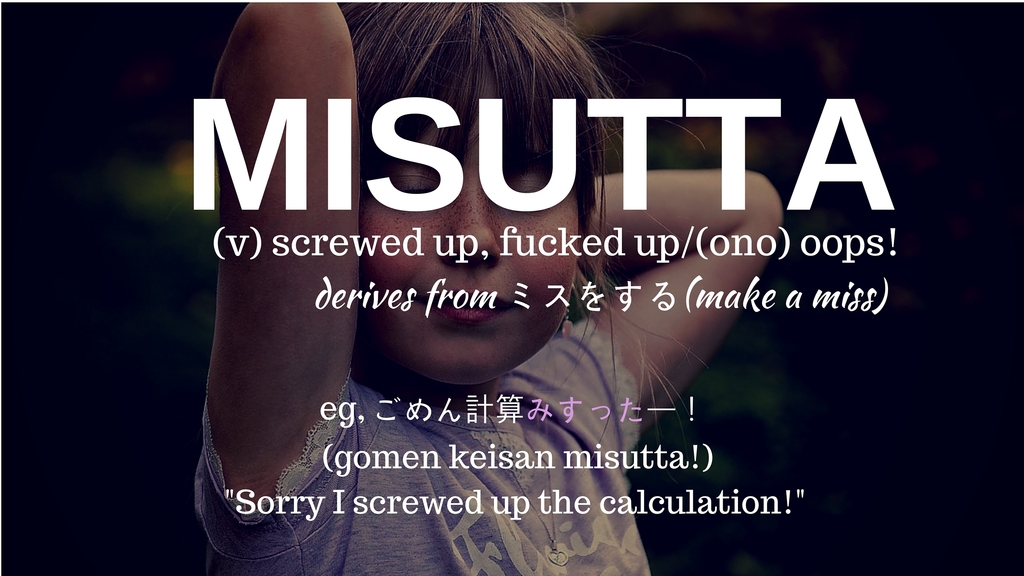 MISUTTA
(v) screwed up, fucked up/(ono) oops!
derives from ミスをする(make a miss)
eg, ごめん計算みすったー！
(gomen keisan misutta!)
"Sorry I screwed up the calculation!"